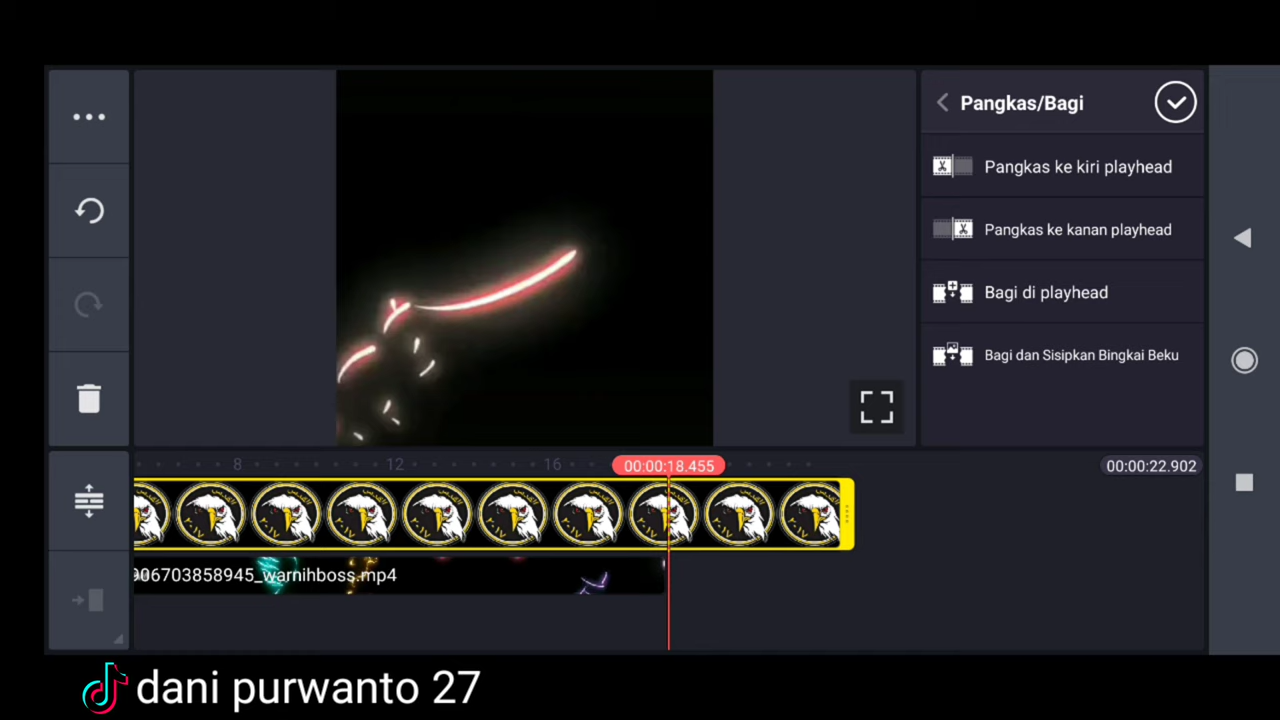 Pangkas/Bagi
Pangkas ke kiri playhead
Pangkas ke kanan playhead
Bagi di playhead
Bagi dan Sisipkan Bingkai Beku
8 12 16 00:00:18.455 00:00:22.902
906703858945_warnihboss.mp4
dani purwanto 27